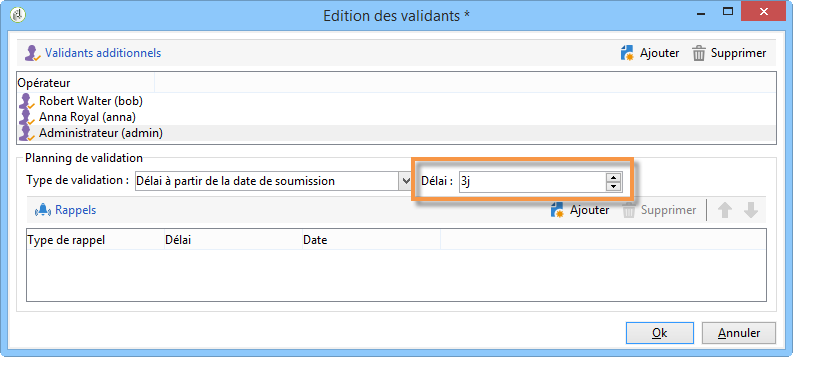 Edition des validants *
Validants additionnels Ajouter Supprimer
Opérateur
Robert Walter (bob)
Anna Royal (anna)
Administrateur (admin)
Planning de validation
Type de validation : Délai à partir de la date de soumission Délai : 3j
Rappels Ajouter Supprimer
Type de rappel Délai Date
Ok Annuler